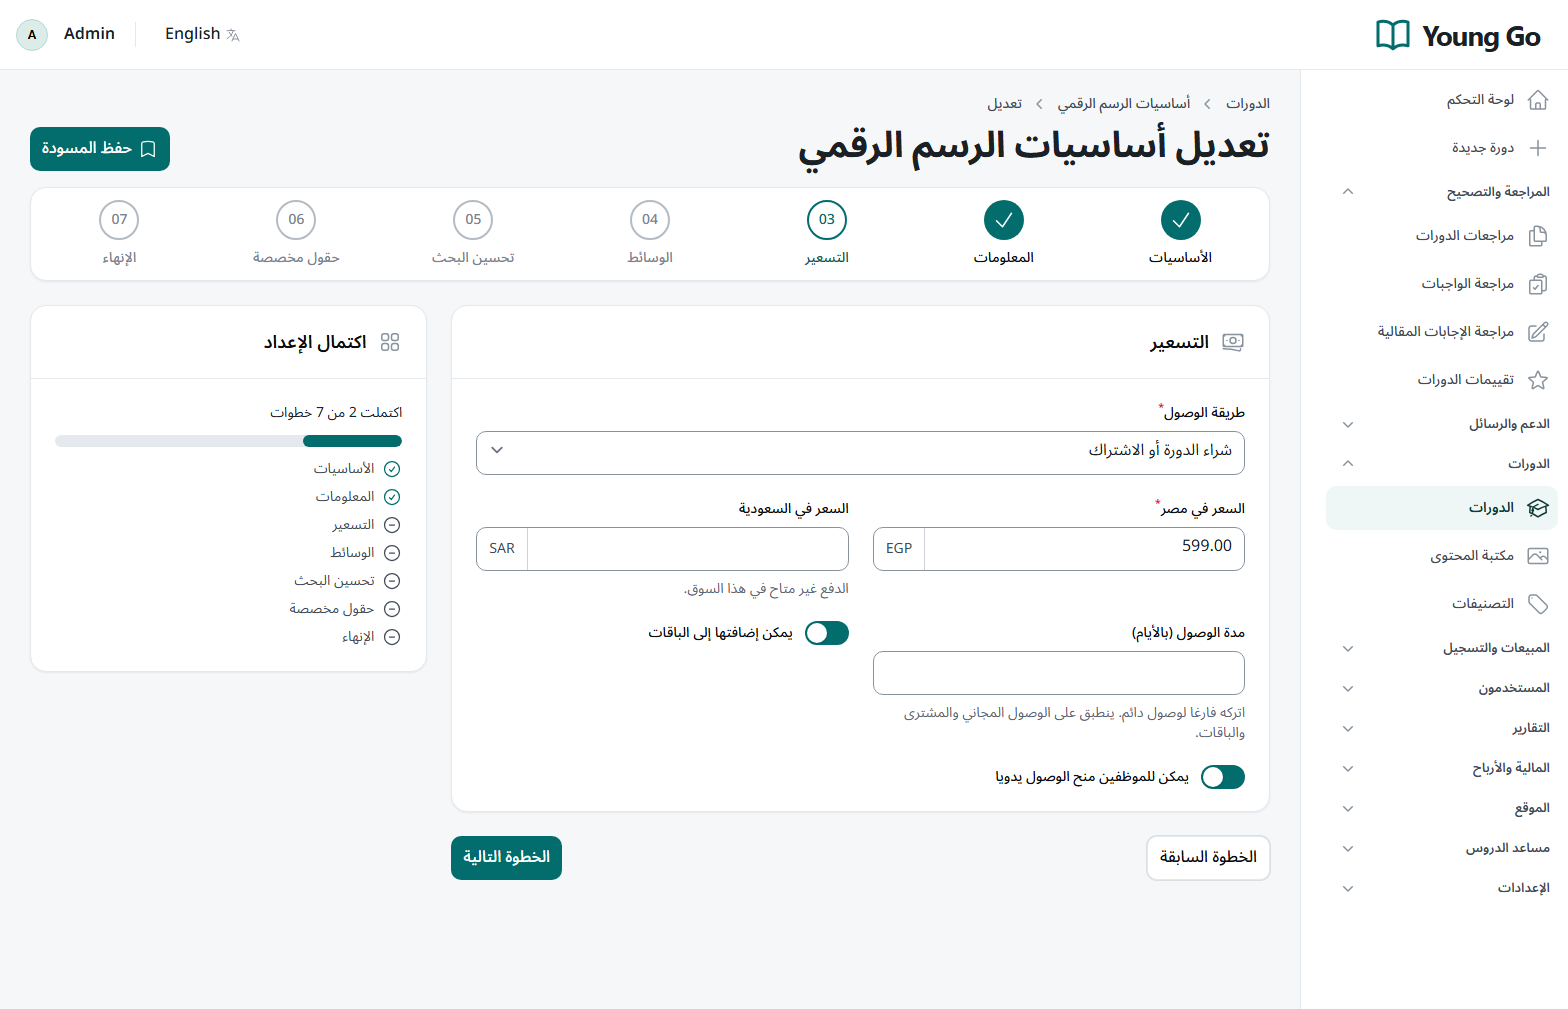 Young Go
English
Admin
A
لوحة التحكم
دورة جديدة
المراجعة والتصحيح
مراجعات الدورات
مراجعة الواجبات
مراجعة الإجابات المقالية
تقييمات الدورات
الدعم والرسائل
الدورات
الدورات
مكتبة المحتوى
التصنيفات
المبيعات والتسجيل
المستخدمون
التقارير
المالية والأرباح
الموقع
مساعد الدروس
الإعدادات
الدورات › أساسيات الرسم الرقمي › تعديل
تعديل أساسيات الرسم الرقمي
حفظ المسودة
الأساسيات
المعلومات
03
التسعير
04
الوسائط
05
تحسين البحث
06
حقول مخصصة
07
الإنهاء
التسعير
طريقة الوصول*
شراء الدورة أو الاشتراك
السعر في مصر*
599.00
EGP
السعر في السعودية
SAR
الدفع غير متاح في هذا السوق.
مدة الوصول (بالأيام)
اتركه فارغا لوصول دائم. ينطبق على الوصول المجاني والمشترى
والباقات.
يمكن إضافتها إلى الباقات
يمكن للموظفين منح الوصول يدويا
الخطوة السابقة
الخطوة التالية
اكتمال الإعداد
اكتملت 2 من 7 خطوات
الأساسيات
المعلومات
التسعير
الوسائط
تحسين البحث
حقول مخصصة
الإنهاء